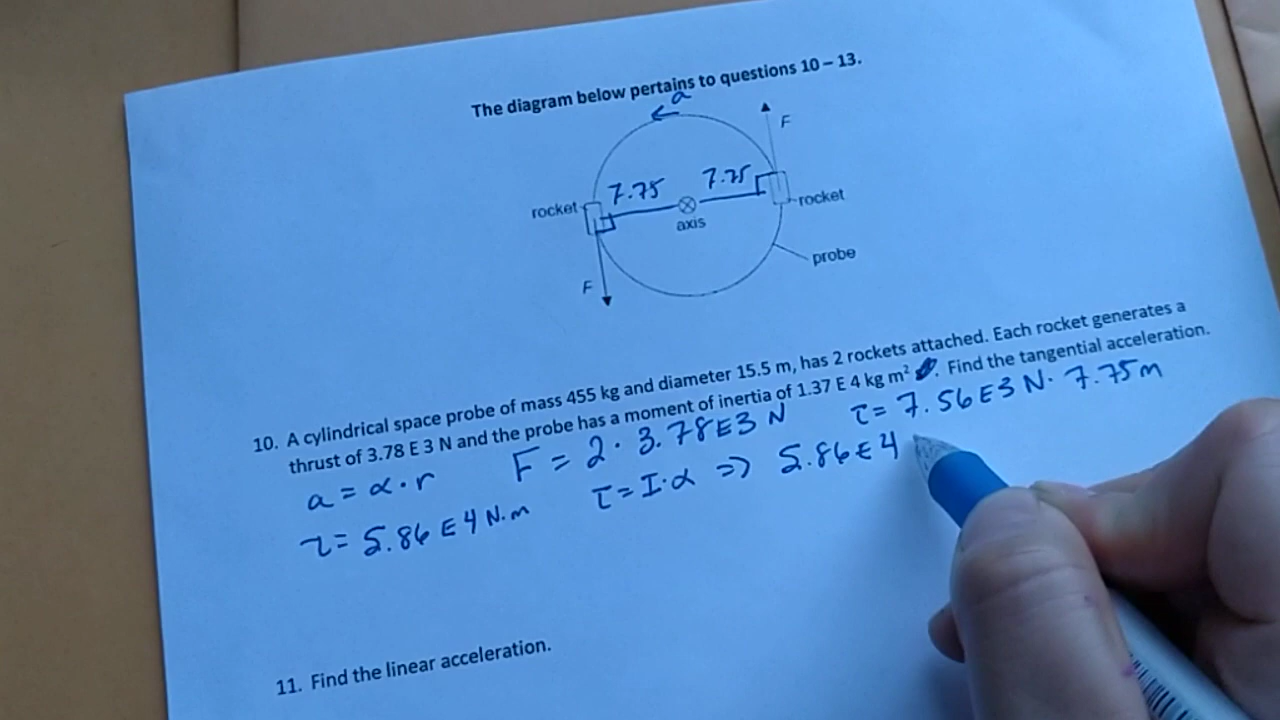 The diagram below pertains to questions 10 – 13.
a
F
7.75 7.75
rocket
rocket
axis
probe
F
10. A cylindrical space probe of mass 455 kg and diameter 15.5 m, has 2 rockets attached. Each rocket generates a
thrust of 3.78 E 3 N and the probe has a moment of inertia of 1.37 E 4 kg m². Find the tangential acceleration.
a = α · r F = 2 · 3.78E3 N τ = 7.56E3 N · 7.75m
τ = 5.86 E 4 N·m τ = I·α => 5.86E4
11. Find the linear acceleration.